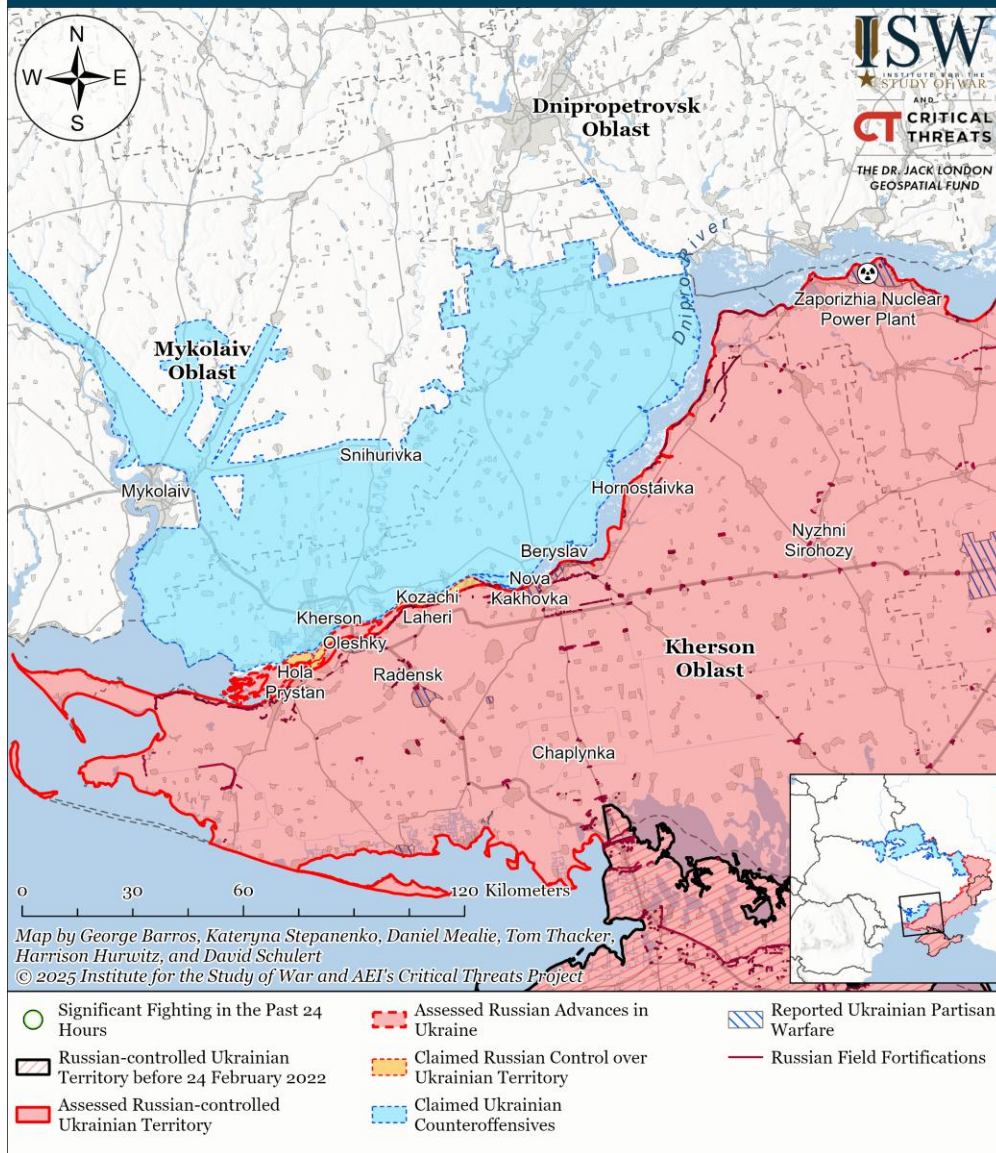 N
W E
S
ISW
INSTITUTE FOR THE
STUDY OF WAR
AND
CT CRITICAL
THREATS
THE DR. JACK LONDON
GEOSPATIAL FUND
Dnipropetrovsk
Oblast
Dnipro River
Zaporizhia Nuclear
Power Plant
Mykolaiv
Oblast
Snihurivka
Mykolaiv
Hornostaivka
Nyzhni
Sirohozy
Beryslav
Nova
Kakhovka
Kozachi
Laheri
Kherson
Oleshky
Kherson
Oblast
Hola
Prystan
Radensk
Chaplynka
0 30 60 120 Kilometers
Map by George Barros, Kateryna Stepanenko, Daniel Mealie, Tom Thacker,
Harrison Hurwitz, and David Schulert
© 2025 Institute for the Study of War and AEI's Critical Threats Project
Significant Fighting in the Past 24
Hours
Russian-controlled Ukrainian
Territory before 24 February 2022
Assessed Russian-controlled
Ukrainian Territory
Assessed Russian Advances in
Ukraine
Claimed Russian Control over
Ukrainian Territory
Claimed Ukrainian
Counteroffensives
Reported Ukrainian Partisan
Warfare
Russian Field Fortifications